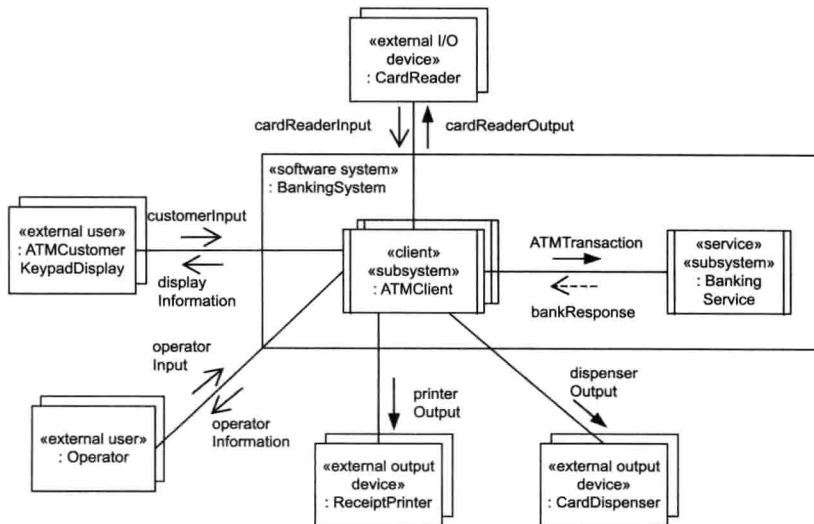 «external I/O
device»
: CardReader
cardReaderInput
cardReaderOutput
«software system»
: BankingSystem
«external user»
: ATMCustomer
KeypadDisplay
customerInput
display
Information
«client»
«subsystem»
: ATMClient
ATMTransaction
bankResponse
«service»
«subsystem»
: Banking
Service
operator
Input
operator
Information
«external user»
: Operator
printer
Output
dispenser
Output
«external output
device»
: ReceiptPrinter
«external output
device»
: CardDispenser